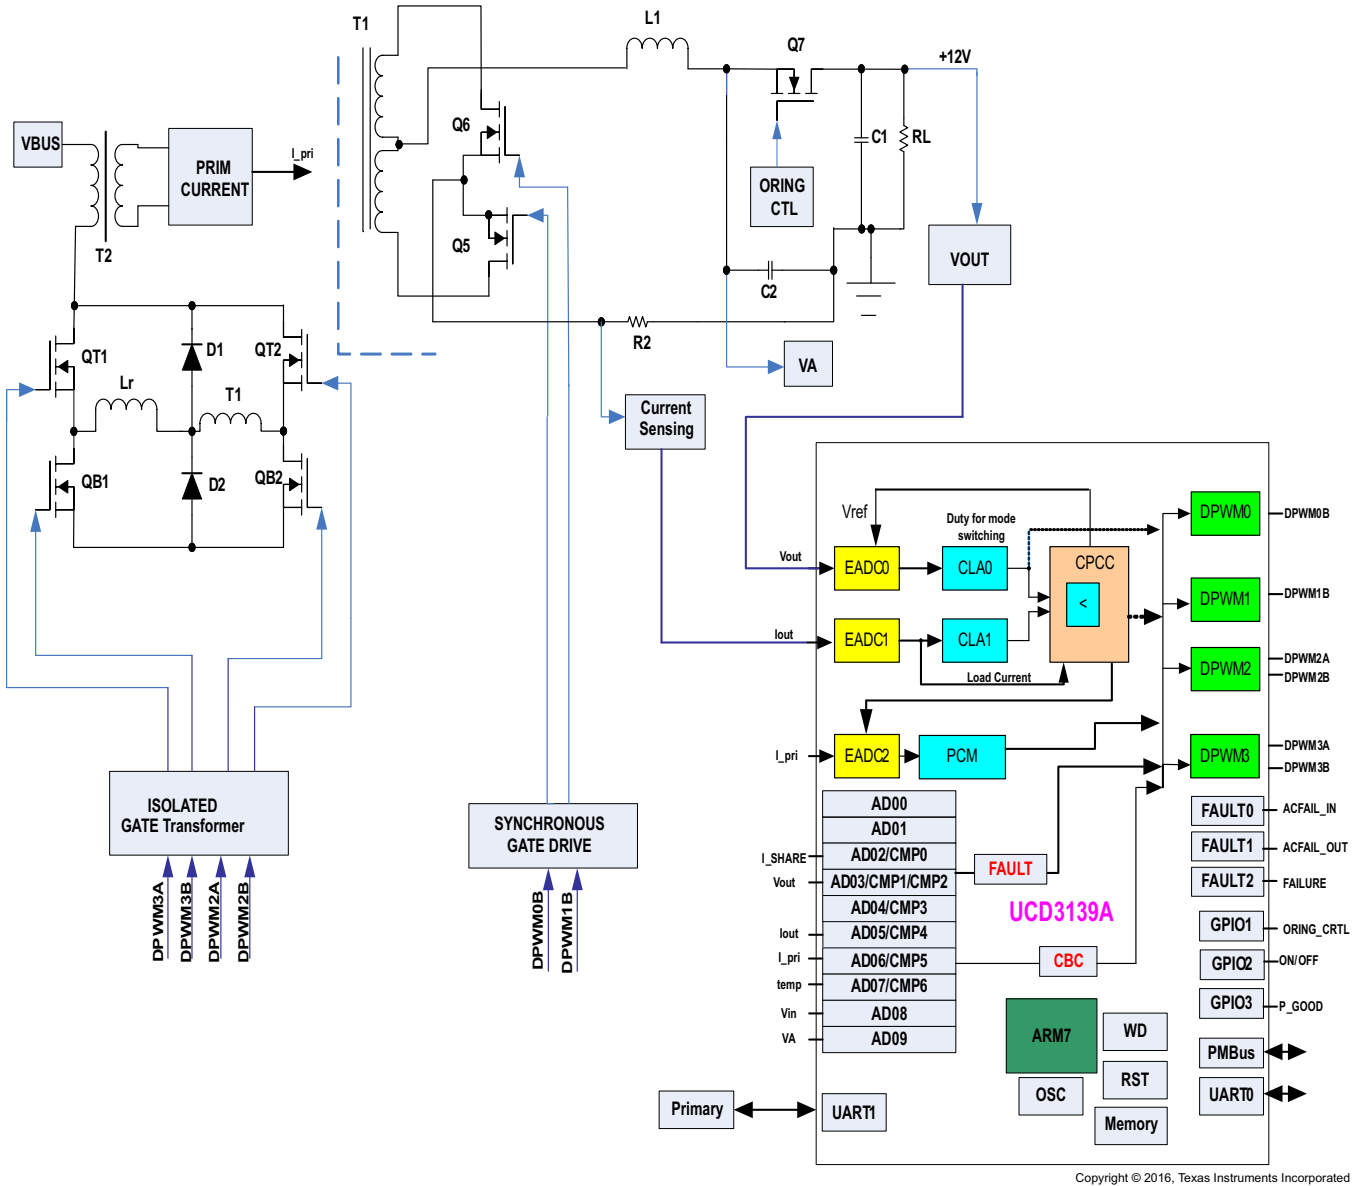 T1
L1
Q7
+12V
VBUS
PRIM
CURRENT
I_pri
T2
Q6
Q5
C1
RL
ORING
CTL
VOUT
C2
R2
VA
QT1
D1
QT2
Lr
T1
QB1
D2
QB2
Current
Sensing
Vref
Duty for mode
switching
Vout
EADC0
CLA0
CPCC
<
DPWM0
DPWM0B
DPWM1
DPWM1B
Iout
EADC1
CLA1
Load Current
DPWM2
DPWM2A
DPWM2B
I_pri
EADC2
PCM
DPWM3
DPWM3A
DPWM3B
ISOLATED
GATE Transformer
DPWM3A
DPWM3B
DPWM2A
DPWM2B
SYNCHRONOUS
GATE DRIVE
DPWM0B
DPWM1B
AD00
AD01
I_SHARE
AD02/CMP0
Vout
AD03/CMP1/CMP2
AD04/CMP3
Iout
AD05/CMP4
I_pri
AD06/CMP5
temp
AD07/CMP6
Vin
AD08
VA
AD09
FAULT
UCD3139A
CBC
FAULT0
ACFAIL_IN
FAULT1
ACFAIL_OUT
FAULT2
FAILURE
GPIO1
ORING_CRTL
GPIO2
ON/OFF
GPIO3
P_GOOD
ARM7
WD
PMBus
RST
OSC
UART0
Memory
Primary
UART1
Copyright © 2016, Texas Instruments Incorporated